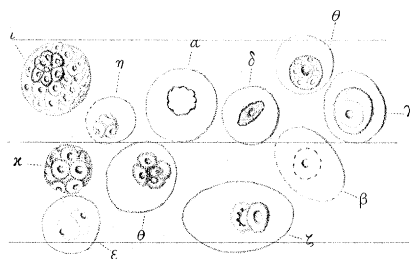 ι η α δ θ γ
ϰ θ β
ε ζ